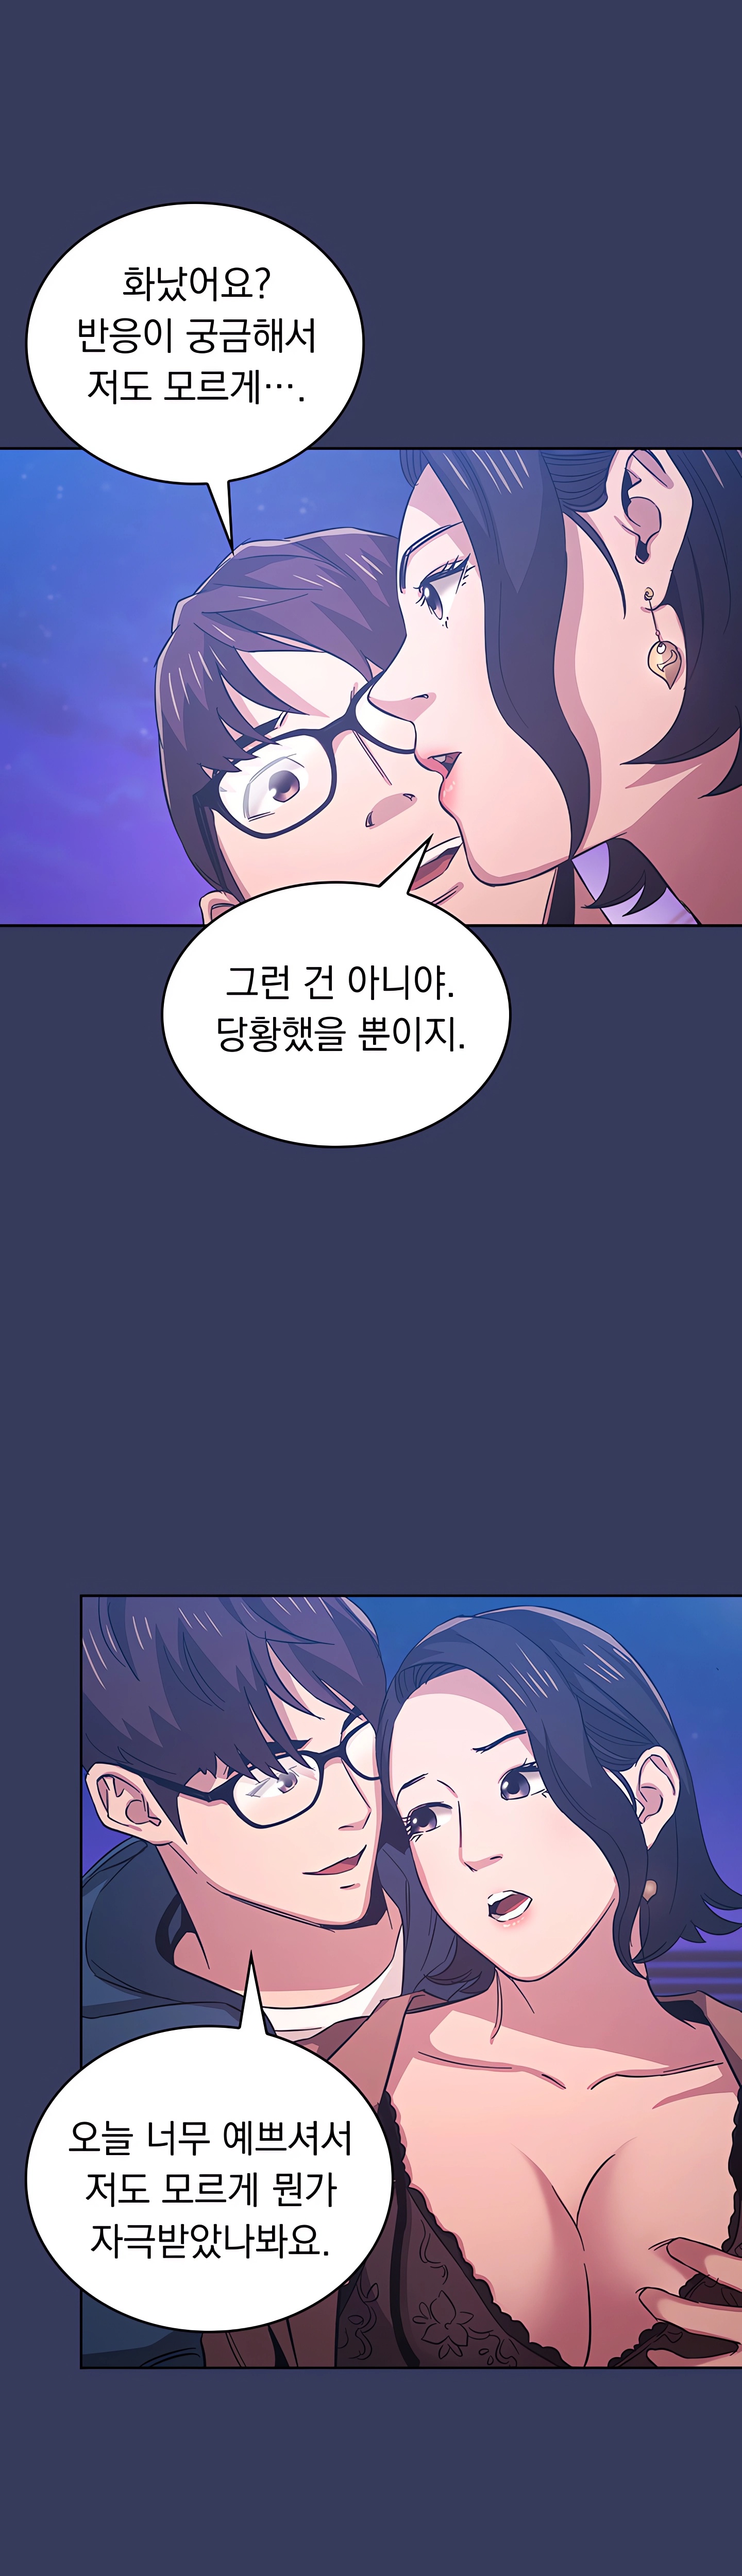 화났어요?
반응이 궁금해서
저도 모르게….
그런 건 아니야.
당황했을 뿐이지.
오늘 너무 예쁘셔서
저도 모르게 뭔가
자극받았나봐요.